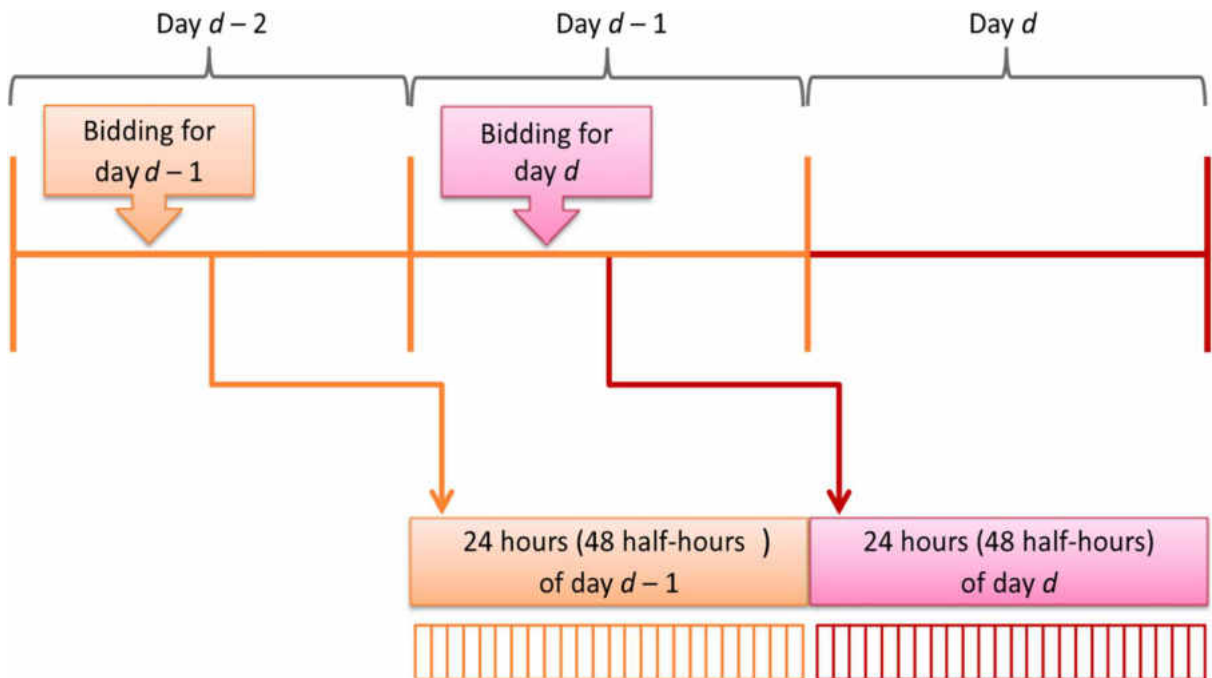 Day d – 2
Day d – 1
Day d
Bidding for
day d – 1
Bidding for
day d
24 hours (48 half-hours )
of day d – 1
24 hours (48 half-hours)
of day d